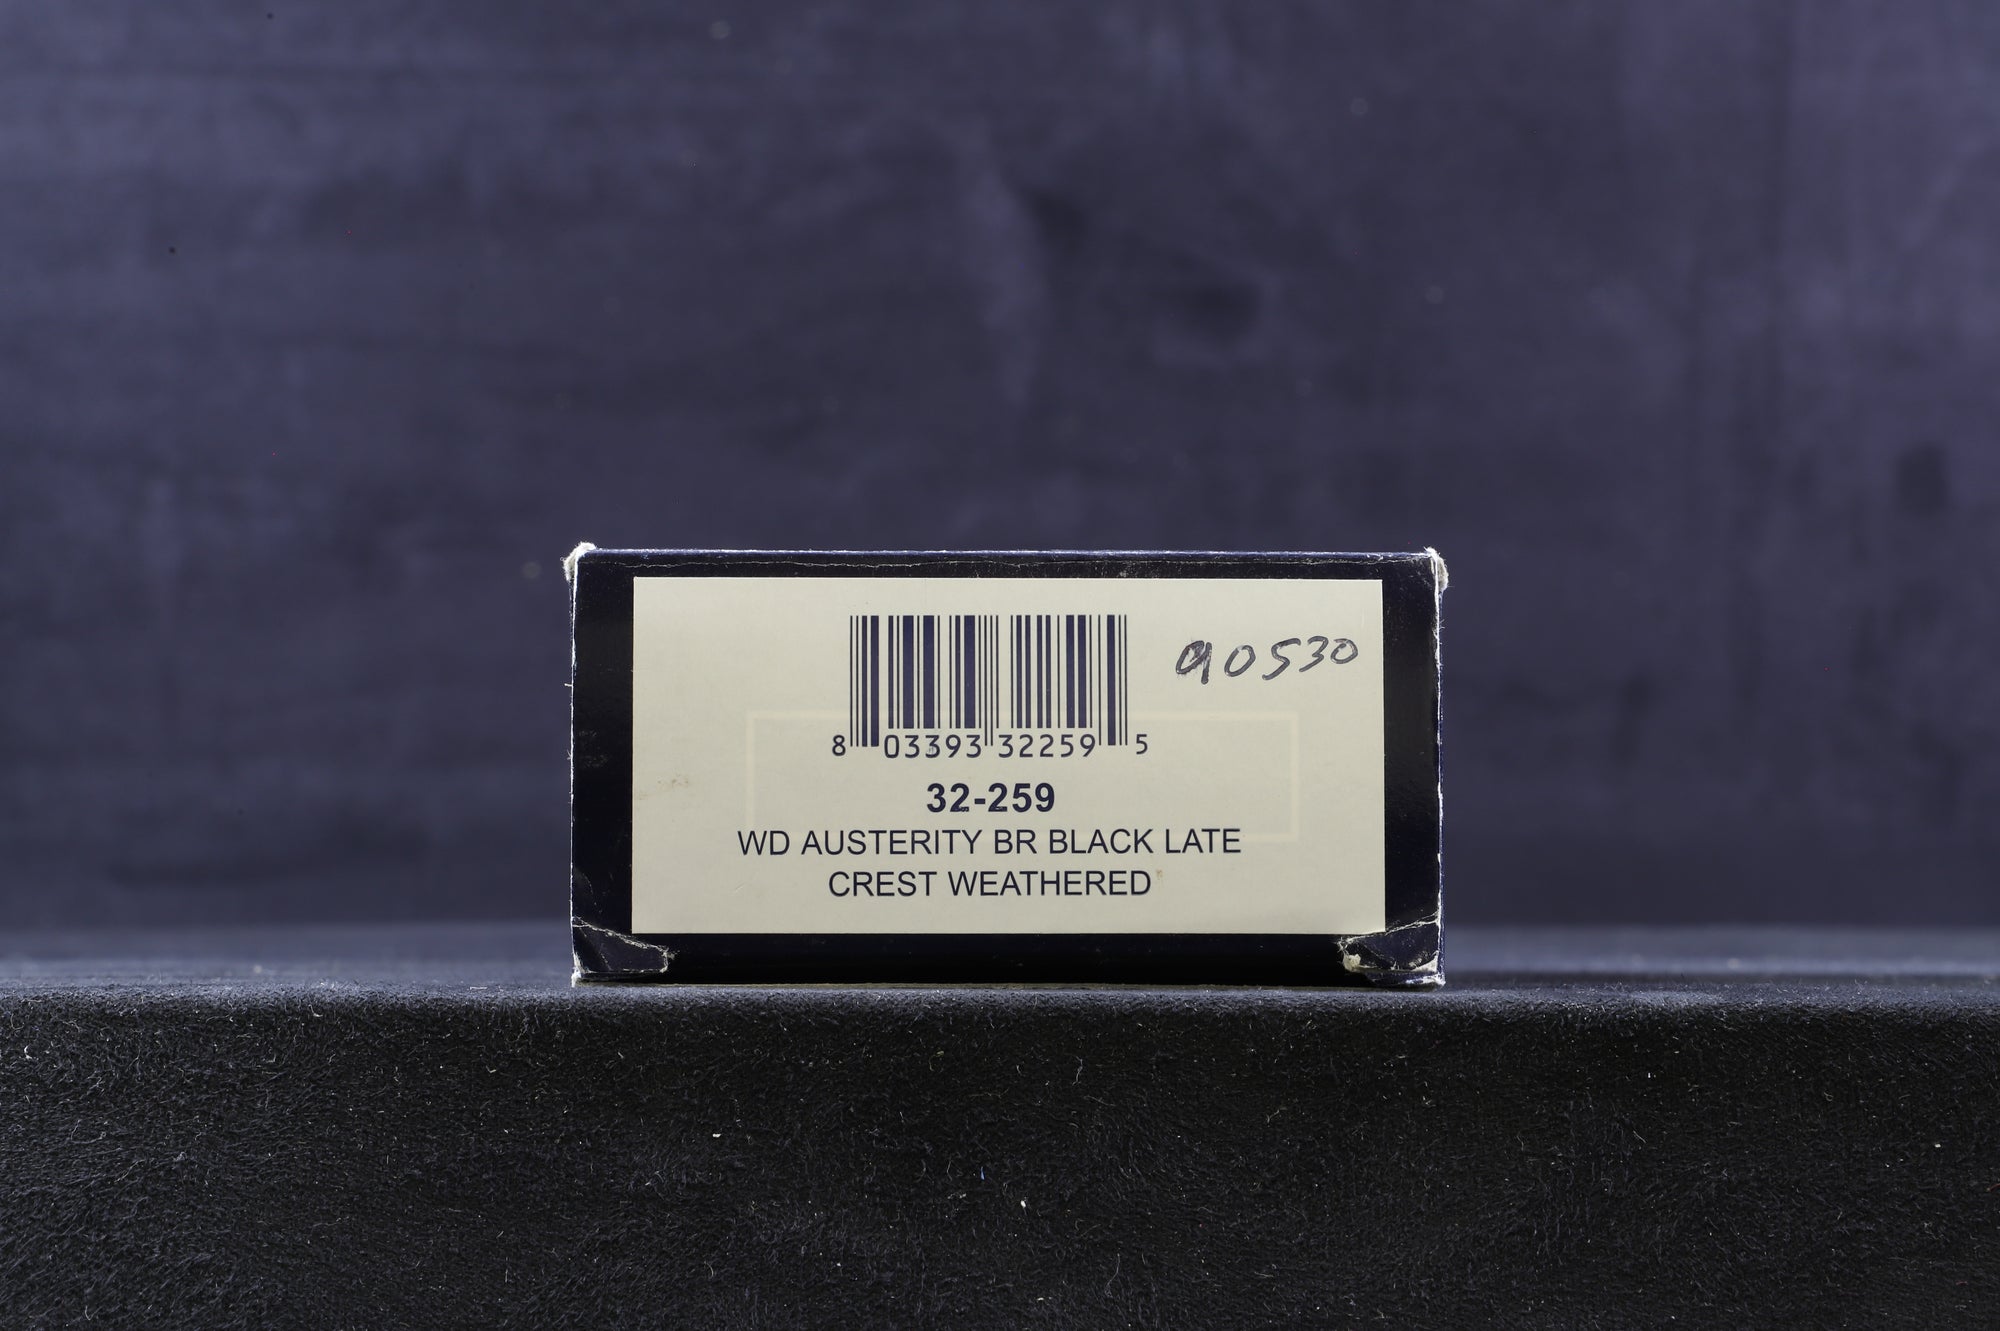 90530
8 03393 32259 5
32-259
WD AUSTERITY BR BLACK LATE
CREST WEATHERED